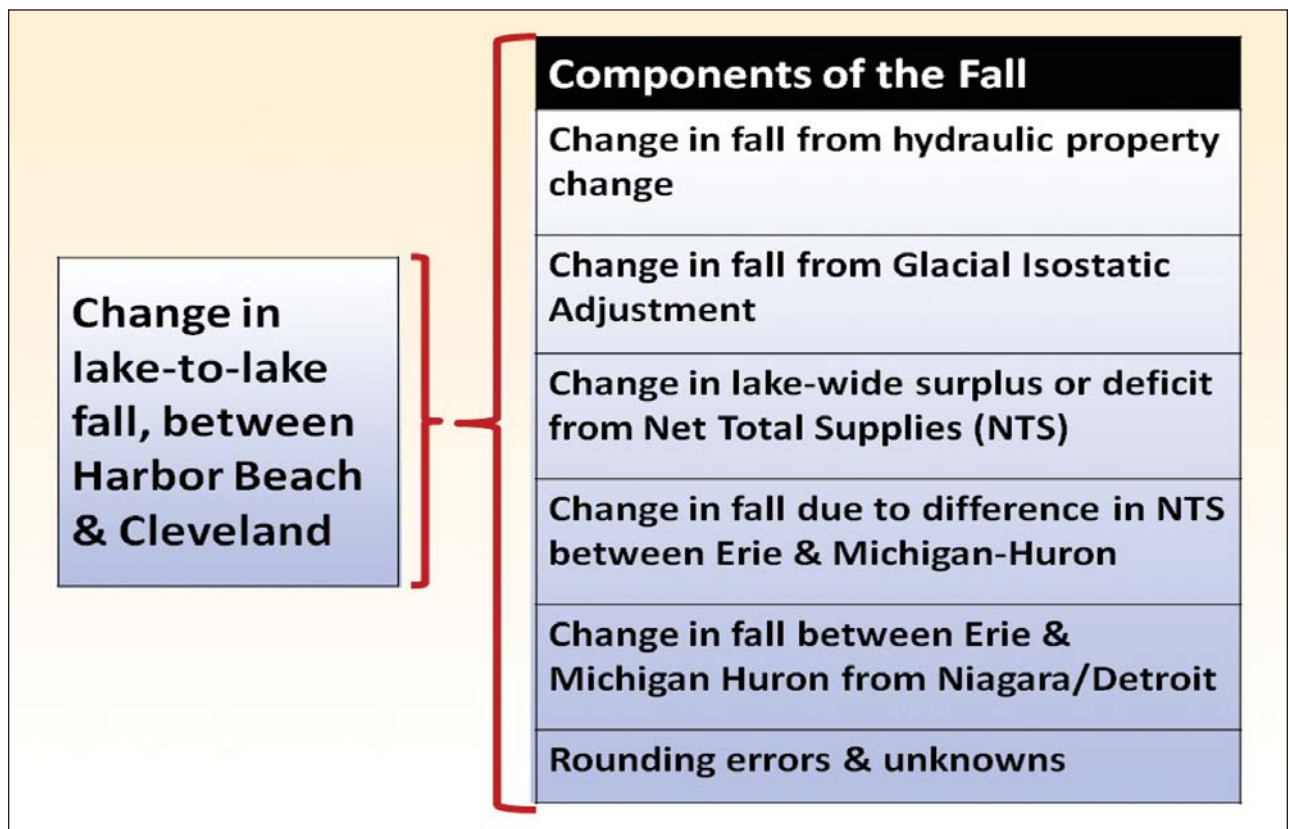 Change in
lake-to-lake
fall, between
Harbor Beach
& Cleveland
Components of the Fall
Change in fall from hydraulic property
change
Change in fall from Glacial Isostatic
Adjustment
Change in lake-wide surplus or deficit
from Net Total Supplies (NTS)
Change in fall due to difference in NTS
between Erie & Michigan-Huron
Change in fall between Erie &
Michigan Huron from Niagara/Detroit
Rounding errors & unknowns